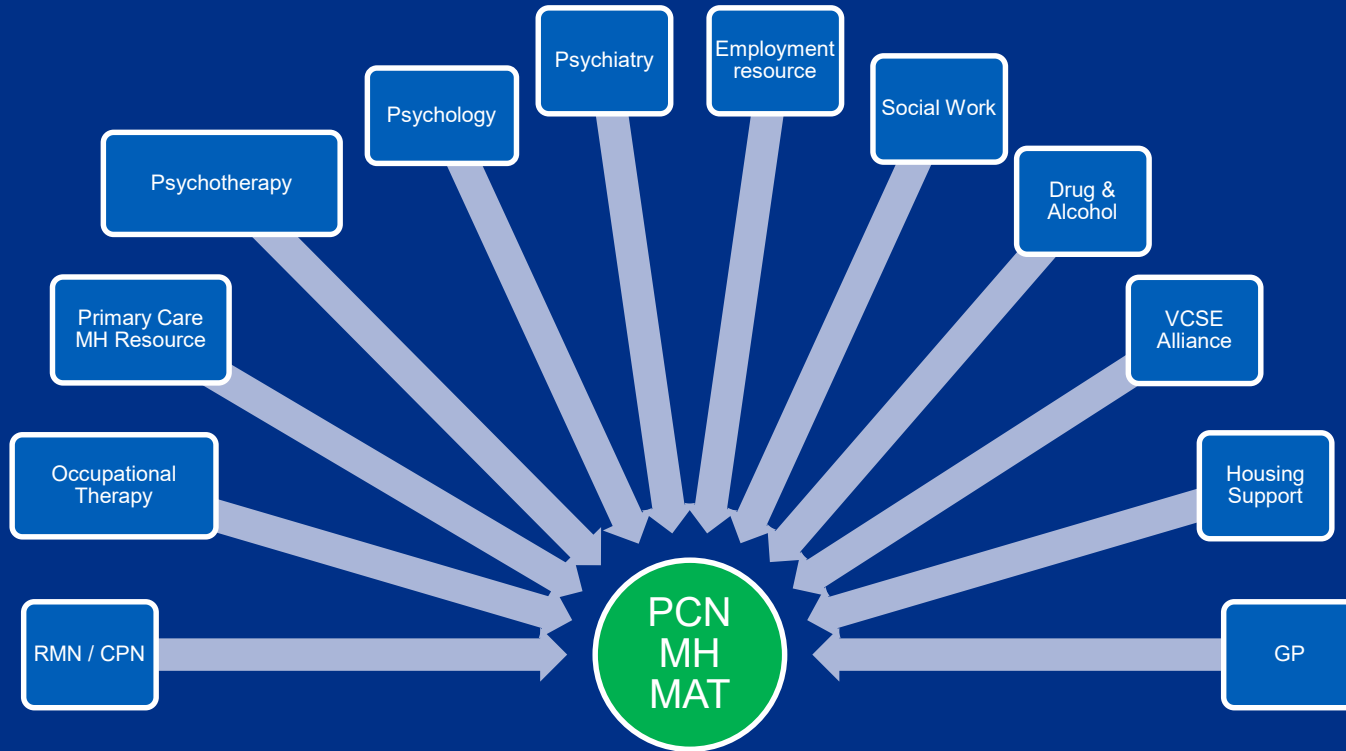 Psychiatry
Employment
resource
Psychology
Social Work
Psychotherapy
Drug &
Alcohol
Primary Care
MH Resource
VCSE
Alliance
Occupational
Therapy
Housing
Support
RMN / CPN
PCN
MH
MAT
GP